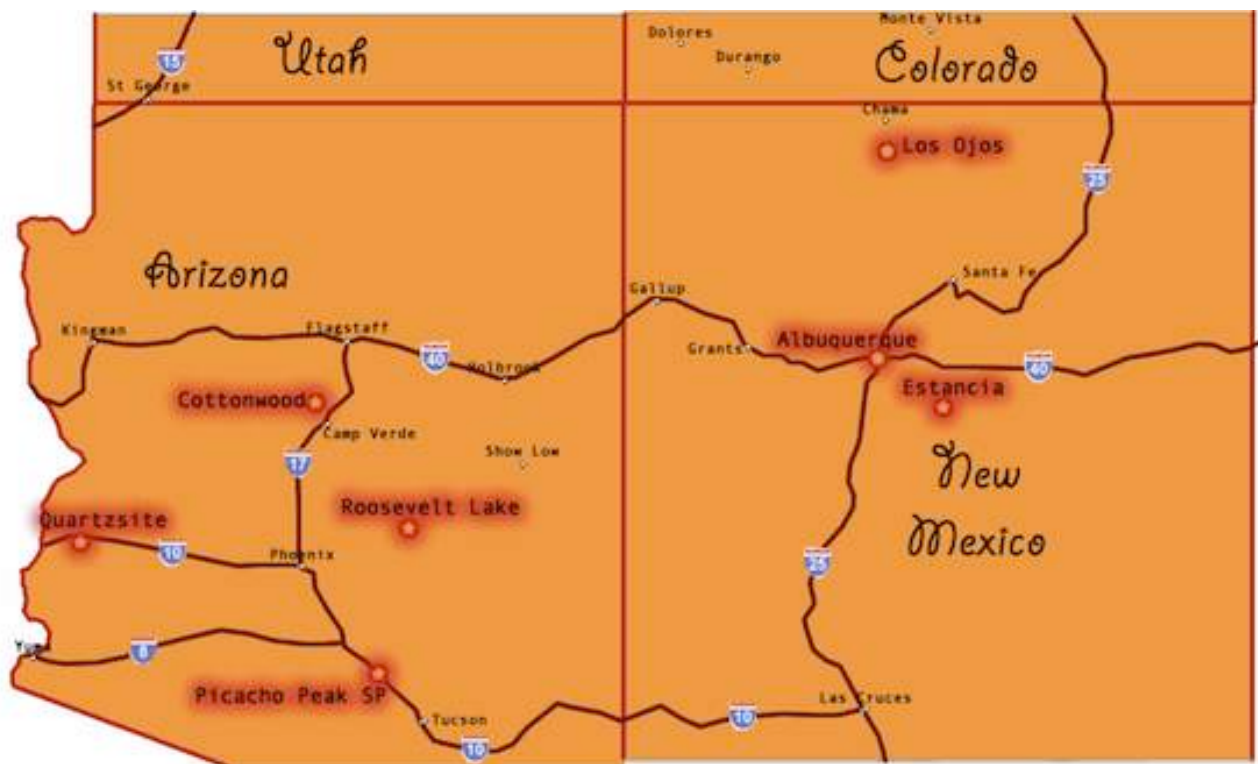 Utah
Dolores
Monte Vista
Durango
Colorado
15
St George
Chama
Los Ojos
25
Arizona
Santa Fe
Gallup
Kingman
Flagstaff
Albuquerque
Grants
40
40
Holbrook
Estancia
Cottonwood
Camp Verde
Show Low
17
New
Mexico
Roosevelt Lake
Quartzsite
10
Phoenix
25
Yuma
8
Picacho Peak SP
Las Cruces
Tucson
10
10